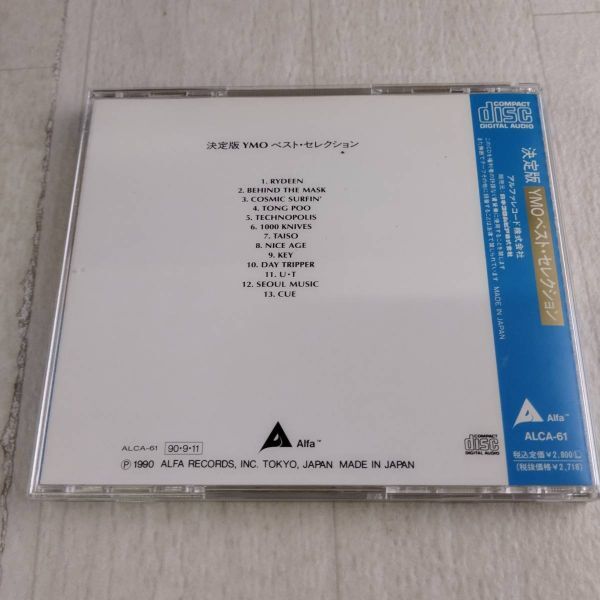 決定版 YMO ベスト・セレクション
1. RYDEEN
2. BEHIND THE MASK
3. COSMIC SURFIN'
4. TONG POO
5. TECHNOPOLIS
6. 1000 KNIVES
7. TAISO
8. NICE AGE
9. KEY
10. DAY TRIPPER
11. U・T
12. SEOUL MUSIC
13. CUE
Alfa™
COMPACT
disc
DIGITAL AUDIO
ALCA-61 90・9・11
Ⓟ 1990 ALFA RECORDS, INC. TOKYO, JAPAN MADE IN JAPAN
COMPACT
disc
DIGITAL AUDIO
決定版 YMOベスト・セレクション
アルファレコード株式会社
MADE IN JAPAN
Alfa™
ALCA-61
税込定価¥2,800
(税抜価格¥2,718)